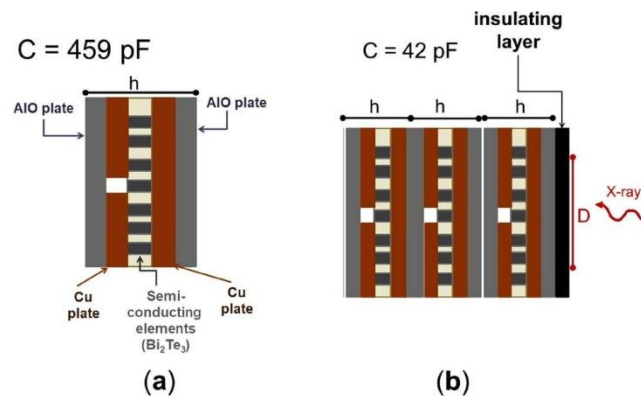 C = 459 pF
h
AlO plate
AlO plate
Cu
plate
Semi-
conducting
elements
(Bi₂Te₃)
Cu
plate
(a)
insulating
layer
C = 42 pF
h
h
h
X-ray
D
(b)